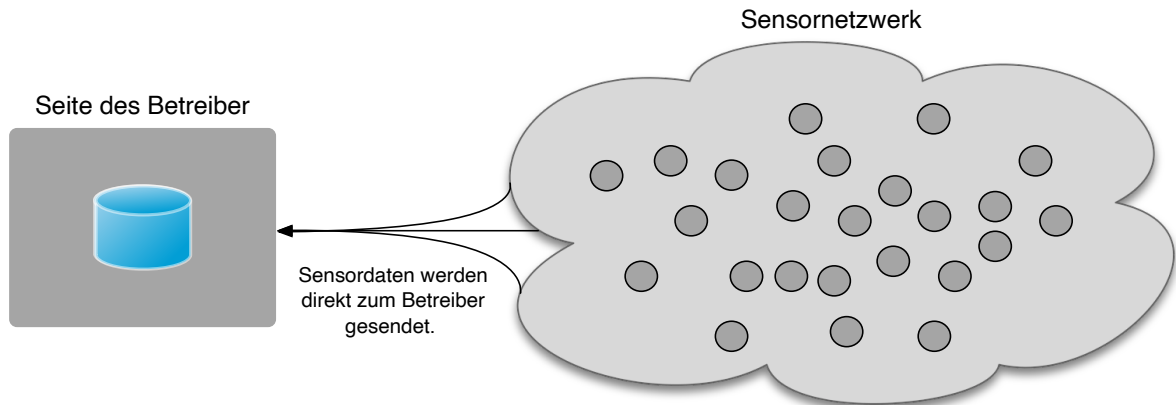 Sensornetzwerk
Seite des Betreiber
Sensordaten werden
direkt zum Betreiber
gesendet.